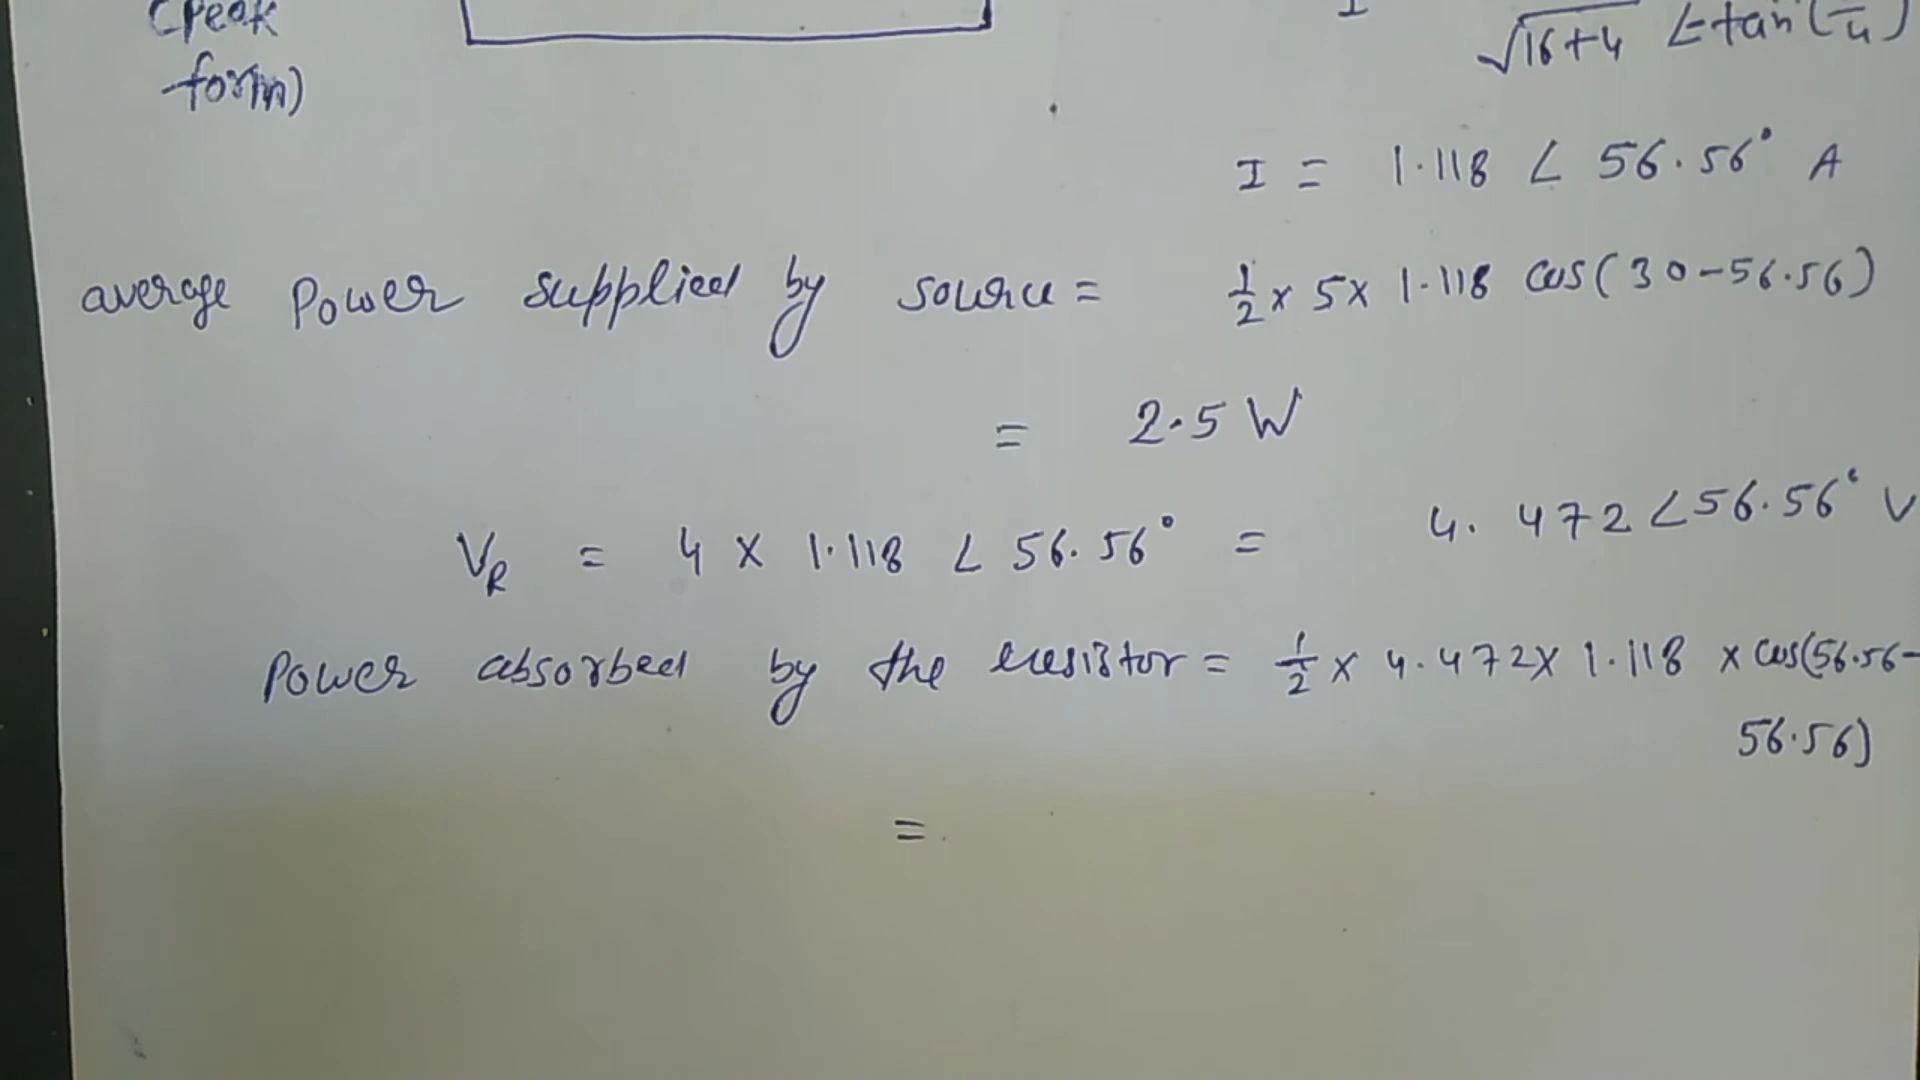 (Peak
form)
I
√16+4 ∠tan
I = 1.118 ∠ 56.56° A
average Power supplied by source = 1/2 x 5x 1.118 cos(30-56.56)
= 2.5 W
VR = 4 x 1.118 ∠ 56.56° = 4.472∠56.56° V
Power absorbed by the resistor = 1/2 x 4.472x 1.118 x cos(56.56-
56.56)
=